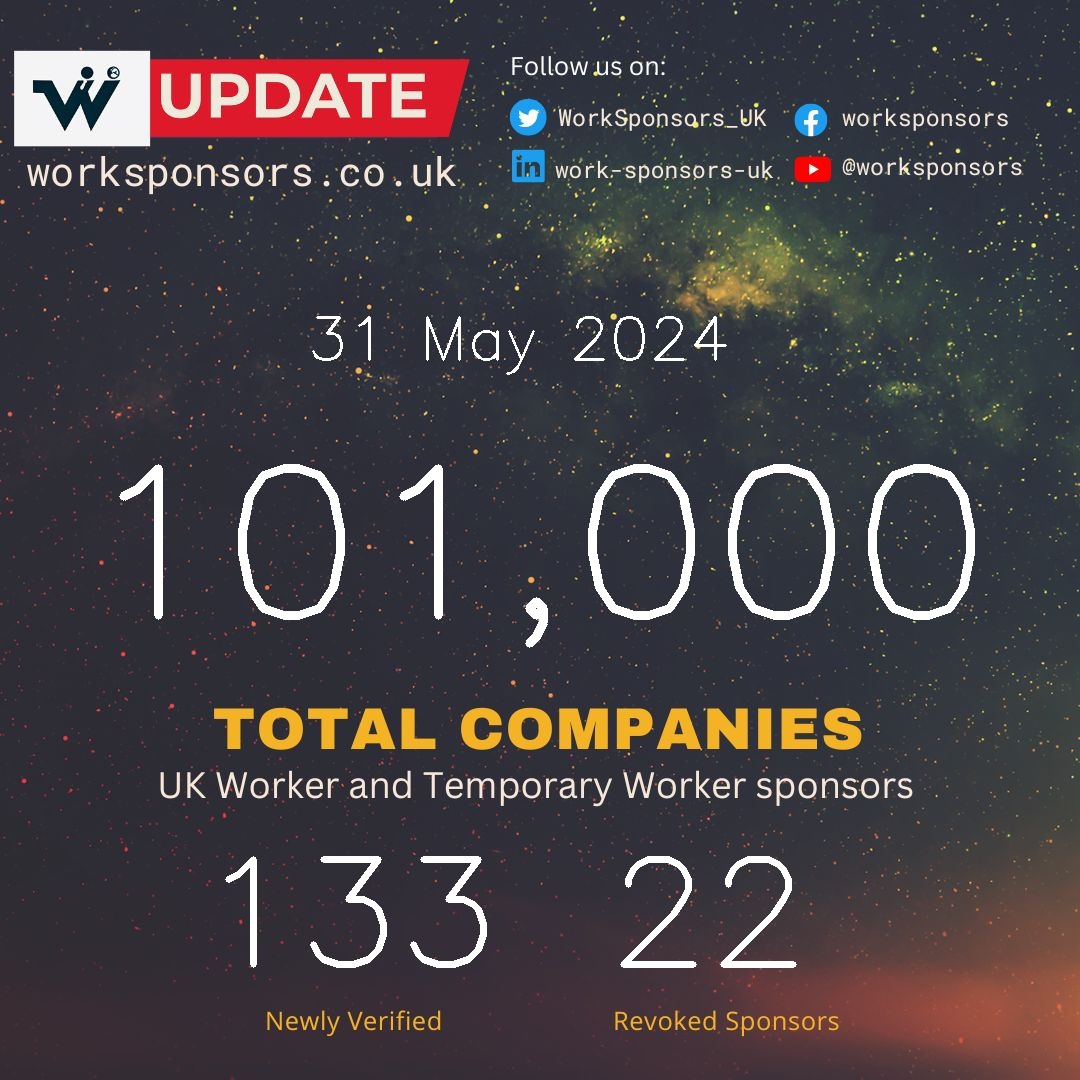 UPDATE
worksponsors.co.uk
Follow us on:
WorkSponsors_UK
worksponsors
work-sponsors-uk
@worksponsors
31 May 2024
101,000
TOTAL COMPANIES
UK Worker and Temporary Worker sponsors
133 22
Newly Verified Revoked Sponsors